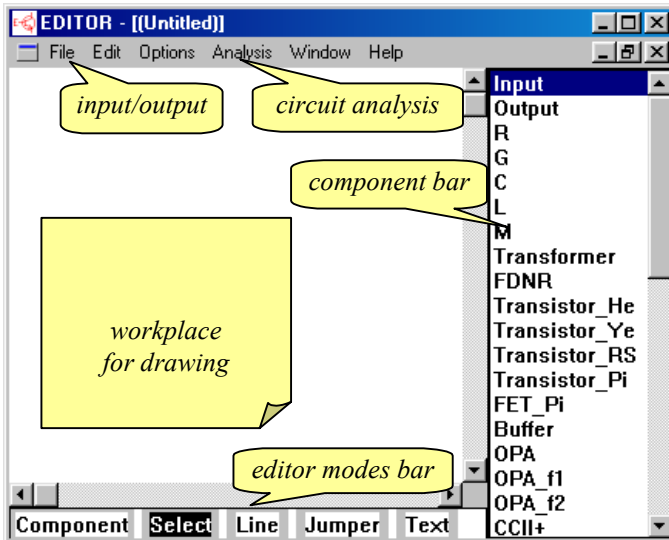 EDITOR - [(Untitled)]
File Edit Options Analysis Window Help
input/output
circuit analysis
component bar
workplace
for drawing
editor modes bar
Input
Output
R
G
C
L
M
Transformer
FDNR
Transistor_He
Transistor_Ye
Transistor_RS
Transistor_Pi
FET_Pi
Buffer
OPA
OPA_f1
OPA_f2
CCII+
Component Select Line Jumper Text